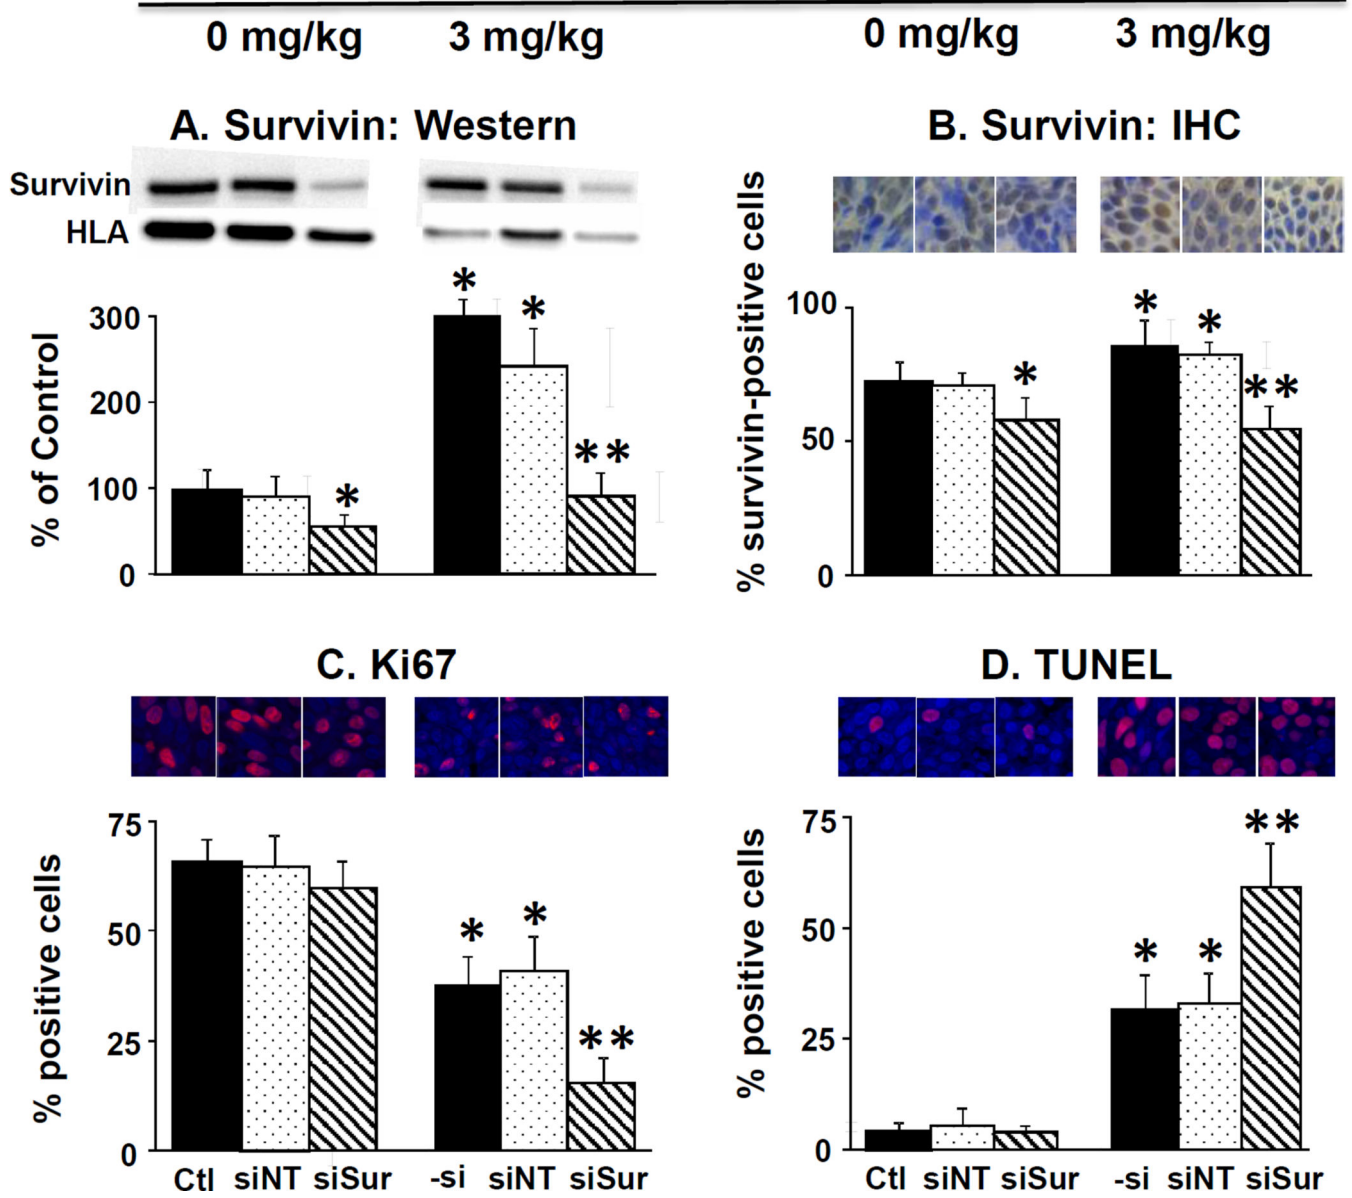 0 mg/kg 3 mg/kg 0 mg/kg 3 mg/kg
A. Survivin: Western
Survivin
HLA
% of Control
300
200
100
0
* * * **
B. Survivin: IHC
% survivin-positive cells
100
50
0
* * * **
C. Ki67
% positive cells
75
50
25
0
* * **
Ctl siNT siSur -si siNT siSur
D. TUNEL
% positive cells
75
50
25
0
* * **
Ctl siNT siSur -si siNT siSur